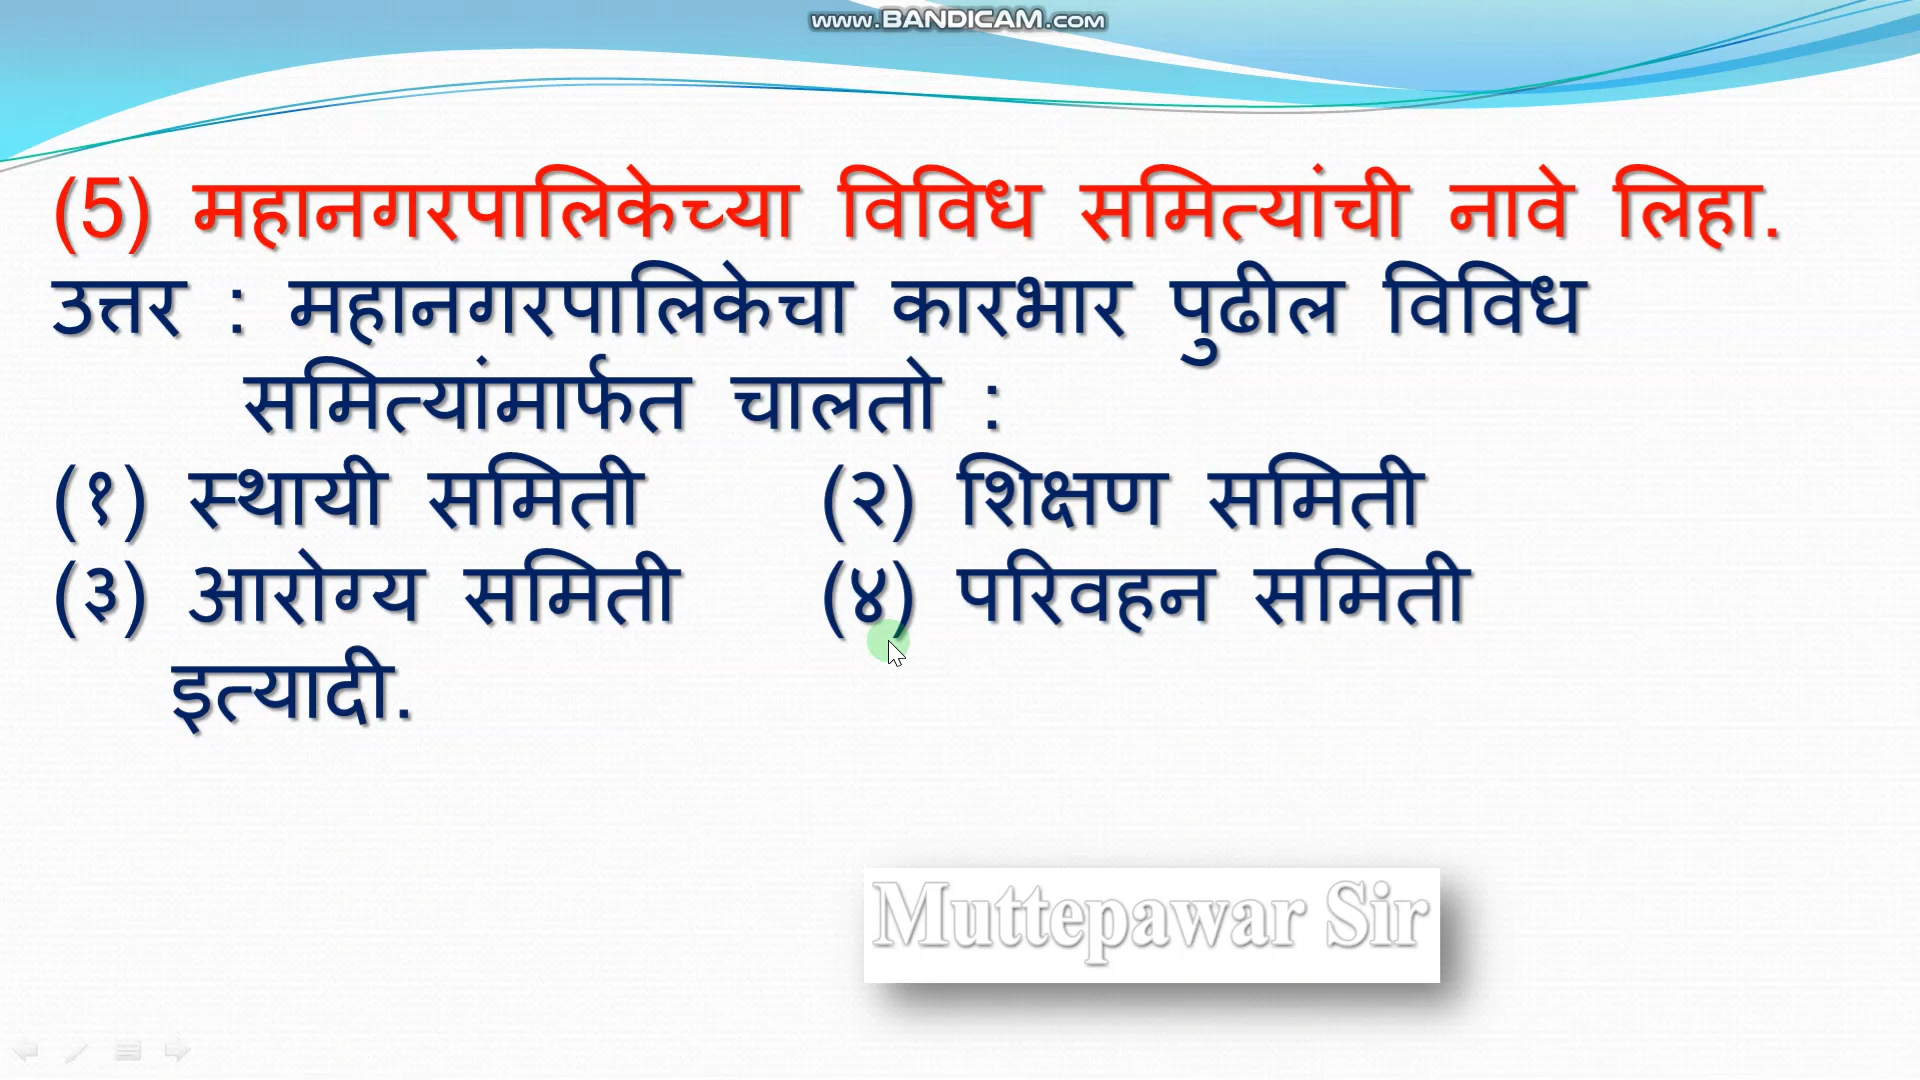 www.BANDICAM.com
(5) महानगरपालिकेच्या विविध समित्यांची नावे लिहा.
उत्तर : महानगरपालिकेचा कारभार पुढील विविध
समित्यांमार्फत चालतो :
(१) स्थायी समिती (२) शिक्षण समिती
(३) आरोग्य समिती (४) परिवहन समिती
इत्यादी.
Muttepawar Sir